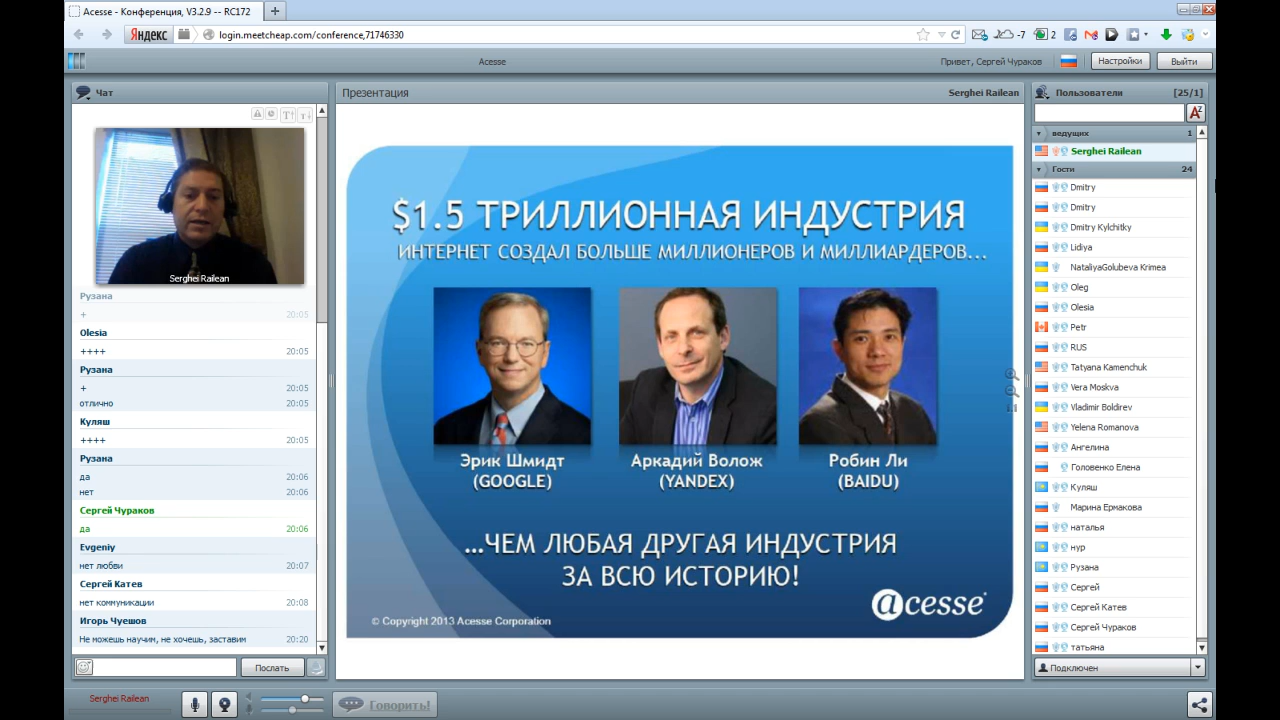 Acesse - Конференция, V3.2.9 -- RC172
Яндекс
login.meetcheap.com/conference,71746330
-7
2
Acesse
Привет, Сергей Чураков
Настройки
Выйти
Чат
Serghei Railean
Рузана
+ 20:05
Olesia
++++ 20:05
Рузана
+ 20:05
отлично 20:05
Куляш
++++ 20:05
Рузана
да 20:06
нет 20:06
Сергей Чураков
да 20:06
Evgeniy
нет любви 20:07
Сергей Катев
нет коммуникации 20:08
Игорь Чуешов
Не можешь научим, не хочешь, заставим 20:20
Послать
Serghei Railean
Говорить!
Презентация
Serghei Railean
$1.5 ТРИЛЛИОННАЯ ИНДУСТРИЯ
ИНТЕРНЕТ СОЗДАЛ БОЛЬШЕ МИЛЛИОНЕРОВ И МИЛЛИАРДЕРОВ...
Эрик Шмидт
(GOOGLE)
Аркадий Волож
(YANDEX)
Робин Ли
(BAIDU)
...ЧЕМ ЛЮБАЯ ДРУГАЯ ИНДУСТРИЯ
ЗА ВСЮ ИСТОРИЮ!
acesse
© Copyright 2013 Acesse Corporation
Пользователи [25/1]
ведущих 1
Serghei Railean
Гости 24
Dmitry
Dmitry
Dmitry Kylchitky
Lidiya
NataliyaGolubeva Krimea
Oleg
Olesia
Petr
RUS
Tatyana Kamenchuk
Vera Moskva
Vladimir Boldirev
Yelena Romanova
Ангелина
Головенко Елена
Куляш
Марина Ермакова
наталья
нур
Рузана
Сергей
Сергей Катев
Сергей Чураков
татьяна
Подключен